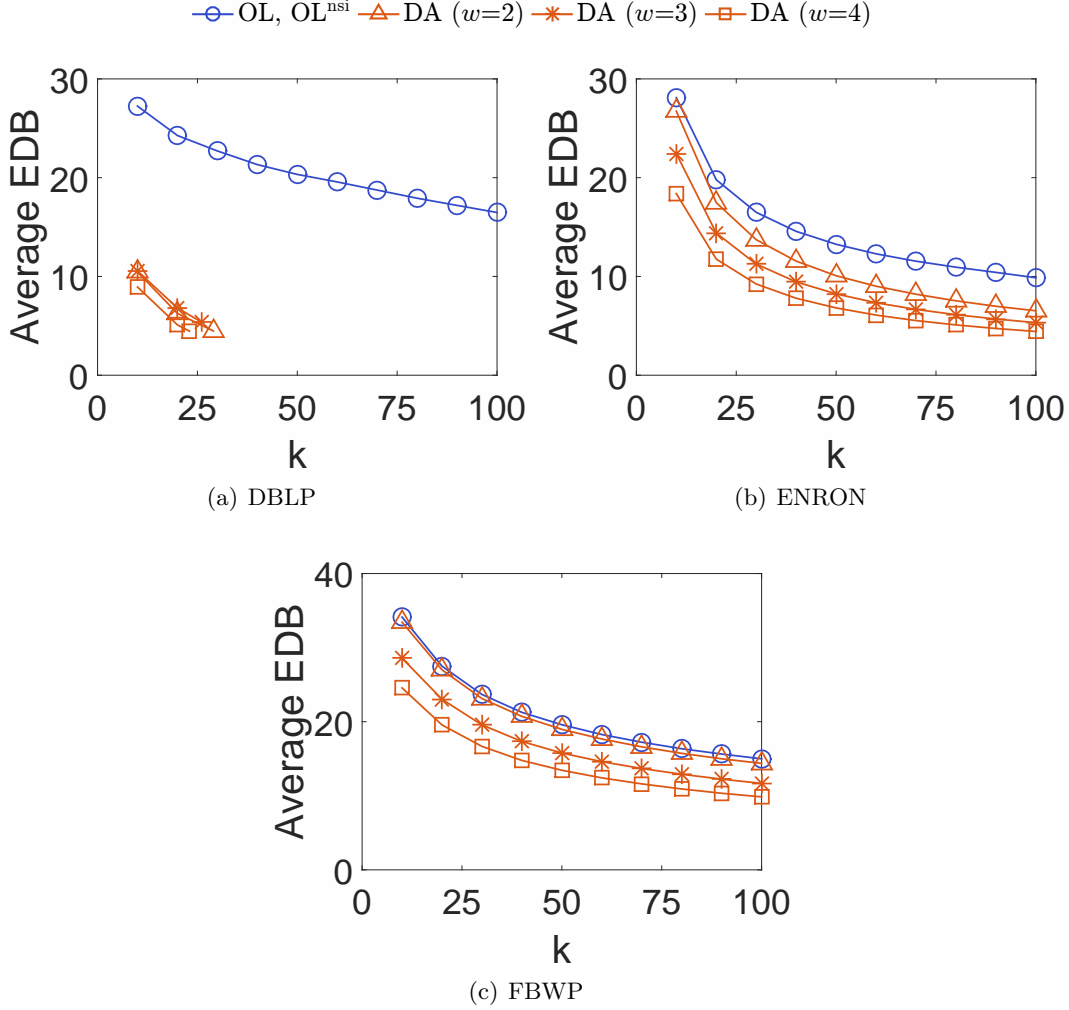 OL, OL^nsi DA (w=2) DA (w=3) DA (w=4)
30
20
10
0
Average EDB
0 25 50 75 100
k
(a) DBLP
30
20
10
0
Average EDB
0 25 50 75 100
k
(b) ENRON
40
20
0
Average EDB
0 25 50 75 100
k
(c) FBWP